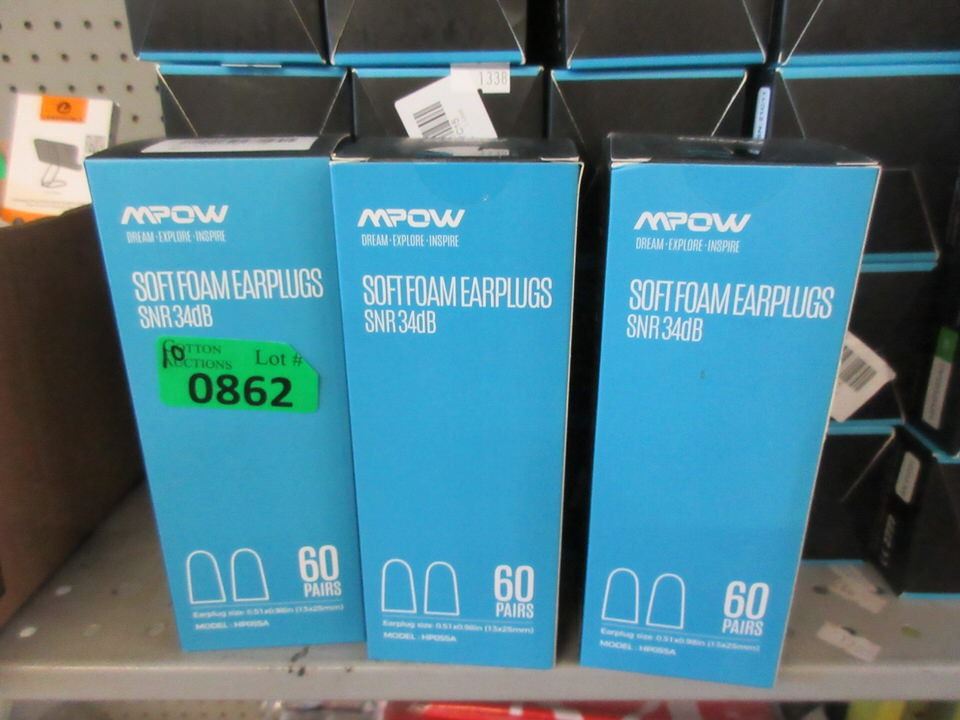 1338
MPOW
DREAM · EXPLORE · INSPIRE
SOFT FOAM EARPLUGS
SNR 34dB
10
COTTON
AUCTIONS
Lot #
0862
60
PAIRS
Earplug size: 0.51x0.98in (13x25mm)
MODEL : HP055A
MPOW
DREAM · EXPLORE · INSPIRE
SOFT FOAM EARPLUGS
SNR 34dB
60
PAIRS
Earplug size: 0.51x0.98in (13x25mm)
MODEL : HP055A
MPOW
DREAM · EXPLORE · INSPIRE
SOFT FOAM EARPLUGS
SNR 34dB
60
PAIRS
Earplug size: 0.51x0.98in (13x25mm)
MODEL : HP055A